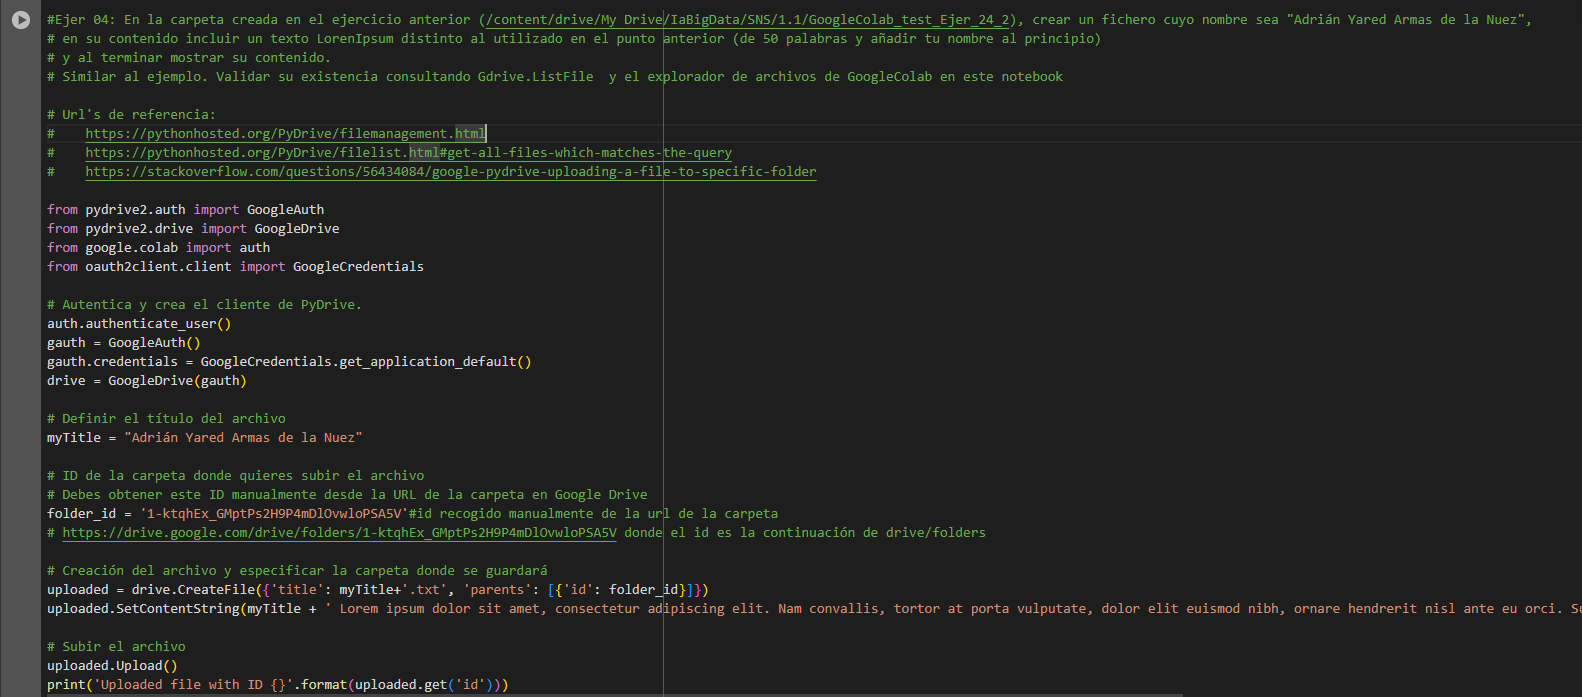 #Ejer 04: En la carpeta creada en el ejercicio anterior (/content/drive/My Drive/IaBigData/SNS/1.1/GoogleColab_test_Ejer_24_2), crear un fichero cuyo nombre sea "Adrián Yared Armas de la Nuez",
# en su contenido incluir un texto LorenIpsum distinto al utilizado en el punto anterior (de 50 palabras y añadir tu nombre al principio)
# y al terminar mostrar su contenido.
# Similar al ejemplo. Validar su existencia consultando Gdrive.ListFile  y el explorador de archivos de GoogleColab en este notebook
# Url's de referencia:
#    https://pythonhosted.org/PyDrive/filemanagement.html
#    https://pythonhosted.org/PyDrive/filelist.html#get-all-files-which-matches-the-query
#    https://stackoverflow.com/questions/56434084/google-pydrive-uploading-a-file-to-specific-folder
from pydrive2.auth import GoogleAuth
from pydrive2.drive import GoogleDrive
from google.colab import auth
from oauth2client.client import GoogleCredentials
# Autentica y crea el cliente de PyDrive.
auth.authenticate_user()
gauth = GoogleAuth()
gauth.credentials = GoogleCredentials.get_application_default()
drive = GoogleDrive(gauth)
# Definir el título del archivo
myTitle = "Adrián Yared Armas de la Nuez"
# ID de la carpeta donde quieres subir el archivo
# Debes obtener este ID manualmente desde la URL de la carpeta en Google Drive
folder_id = '1-ktqhEx_GMptPs2H9P4mDlOvwloPSA5V'#id recogido manualmente de la url de la carpeta
# https://drive.google.com/drive/folders/1-ktqhEx_GMptPs2H9P4mDlOvwloPSA5V donde el id es la continuación de drive/folders
# Creación del archivo y especificar la carpeta donde se guardará
uploaded = drive.CreateFile({'title': myTitle+'.txt', 'parents': [{'id': folder_id}]})
uploaded.SetContentString(myTitle + ' Lorem ipsum dolor sit amet, consectetur adipiscing elit. Nam convallis, tortor at porta vulputate, dolor elit euismod nibh, ornare hendrerit nisl ante eu orci.
# Subir el archivo
uploaded.Upload()
print('Uploaded file with ID {}'.format(uploaded.get('id')))